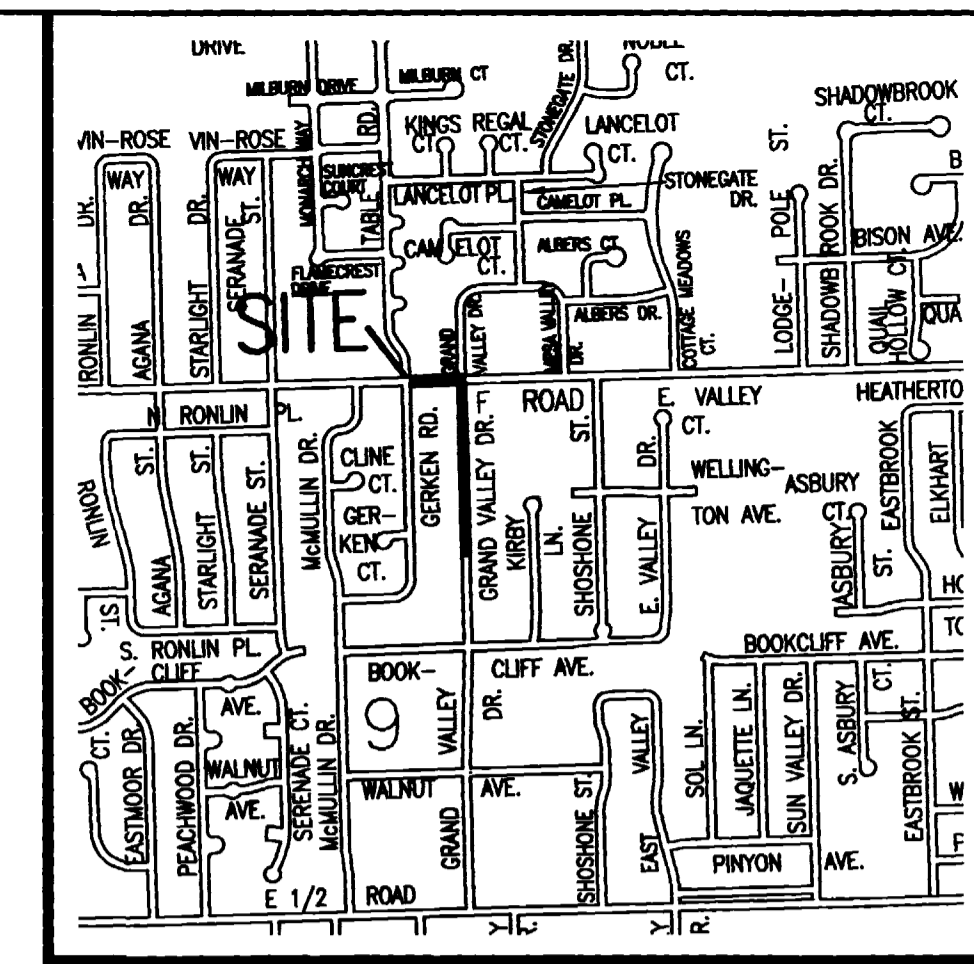 DRIVE
NOBLE
CT.
MILBURN DRIVE
MILBURN CT
STONEGATE DR.
SHADOWBROOK
CT.
VIN-ROSE
WAY
VIN-ROSE
WAY
MONARCH WAY
TABLE RD.
KINGS
CT.
REGAL
CT.
LANCELOT
CT.
SUNCREST
COURT
LANCELOT PL.
STONEGATE
DR.
CAMELOT PL.
LODGE-POLE ST.
SHADOWBROOK DR.
B
DR.
AGANA DR.
STARLIGHT DR.
SERANADE ST.
CAMELOT
CT.
ALBERS CT
BISON AVE.
FLAMECREST
DRIVE
SITE
RONLIN
GRAND
VALLEY DR.
MESA VALLEY
DR.
ALBERS DR.
COTTAGE MEADOWS
CT.
QUAIL
HOLLOW CT.
QUA
F ROAD
E. VALLEY
CT.
HEATHERTO
N RONLIN PL.
McMULLIN DR.
CLINE
CT.
GERKEN RD.
GRAND VALLEY DR.
RONLIN
ST.
AGANA ST.
STARLIGHT ST.
SERANADE ST.
GER-
KEN
CT.
KIRBY
LN.
SHOSHONE ST.
E. VALLEY DR.
WELLING-
TON AVE.
ASBURY
CT.
ASBURY ST.
EASTBROOK
ELKHART
HO
TO
S. RONLIN PL.
BOOK-
CLIFF
AVE.
BOOK-
CLIFF AVE.
BOOKCLIFF AVE.
9
CT.
EASTMOOR DR.
PEACHWOOD DR.
WALNUT
AVE.
SERENADE CT.
McMULLIN DR.
GRAND VALLEY DR.
WALNUT AVE.
SHOSHONE ST.
EAST VALLEY
SOL LN.
JAQUETTE LN.
SUN VALLEY DR.
S. ASBURY CT.
EASTBROOK ST.
W
PINYON AVE.
E 1/2 ROAD